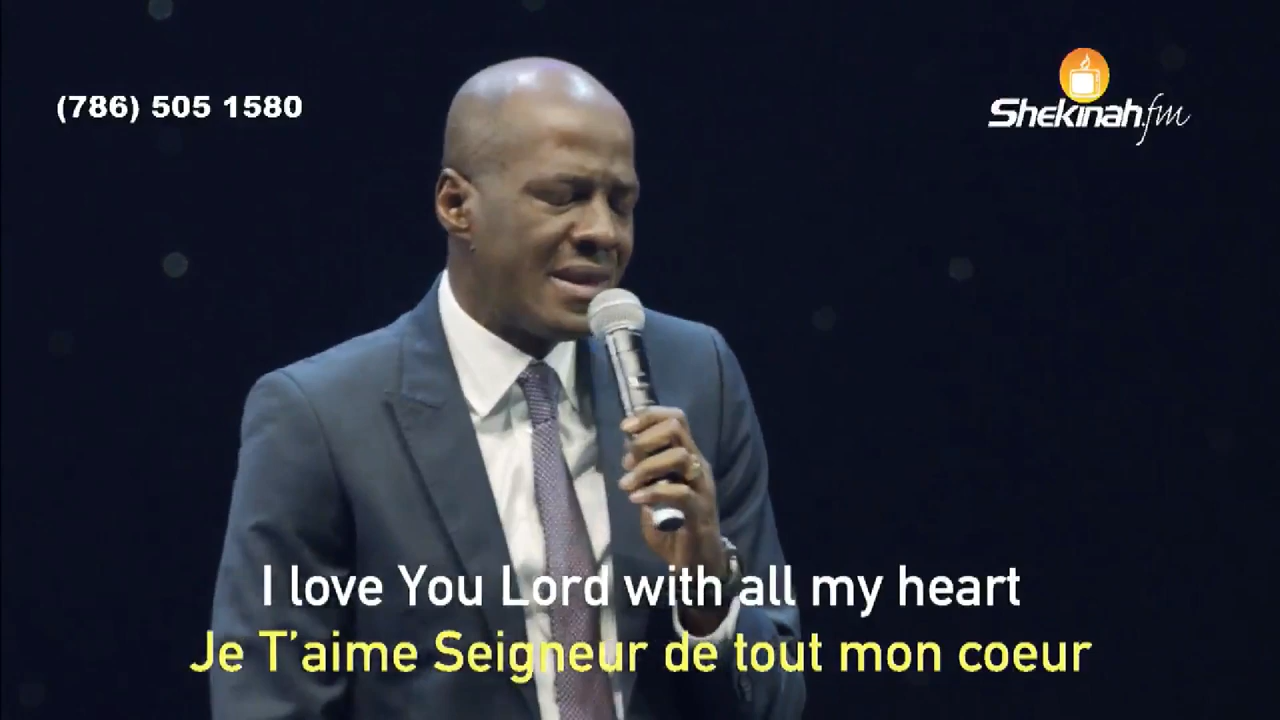 (786) 505 1580
Shekinah.fm
I love You Lord with all my heart
Je T'aime Seigneur de tout mon coeur